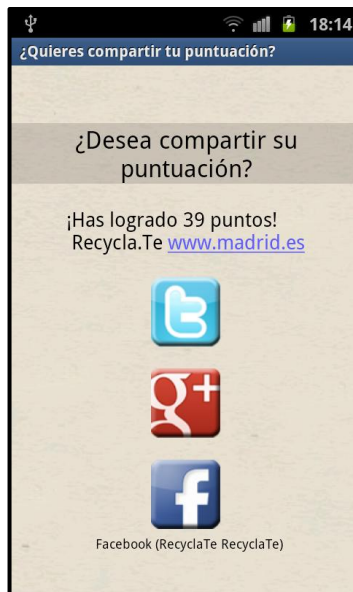 18:14
¿Quieres compartir tu puntuación?
¿Desea compartir su
puntuación?
¡Has logrado 39 puntos!
Recycla.Te www.madrid.es
t
g+
f
Facebook (RecyclaTe RecyclaTe)